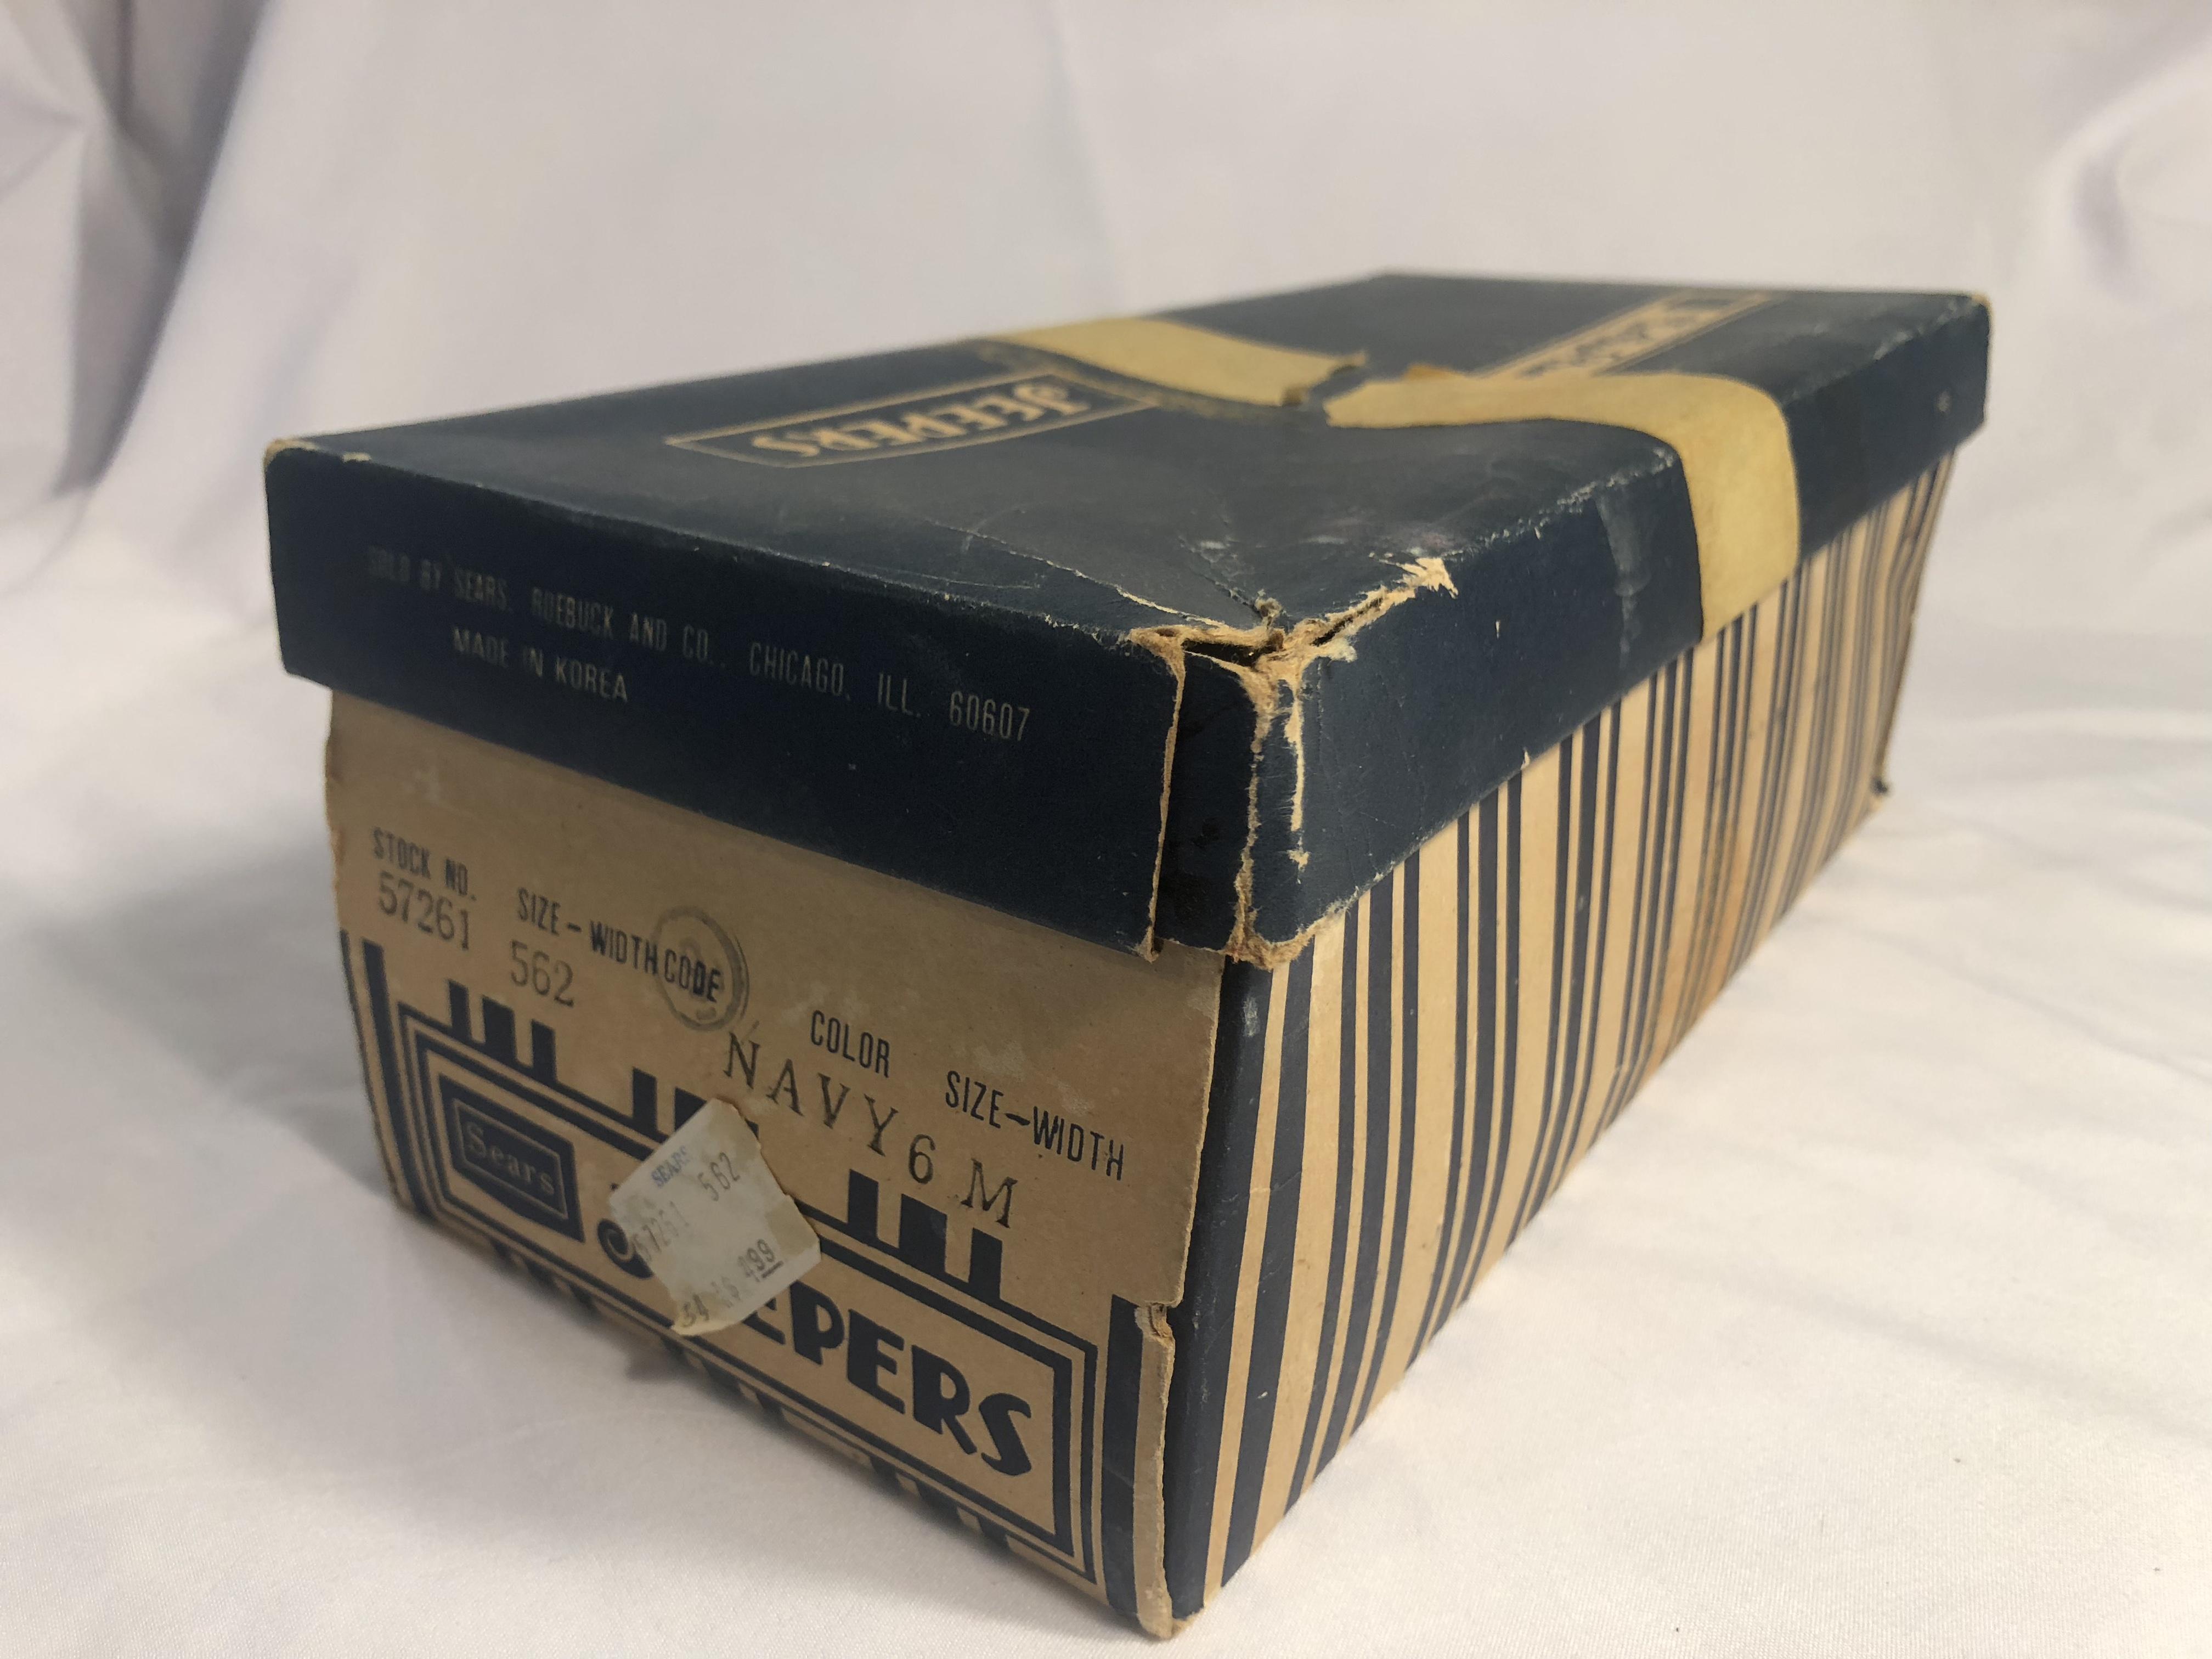 JEEPERS
SOLD BY SEARS, ROEBUCK AND CO., CHICAGO, ILL. 60607
MADE IN KOREA
STOCK NO.
57261
SIZE-WIDTH CODE
562
COLOR
NAVY
SIZE-WIDTH
6 M
Sears
SEARS
57261 562
499
EPERS